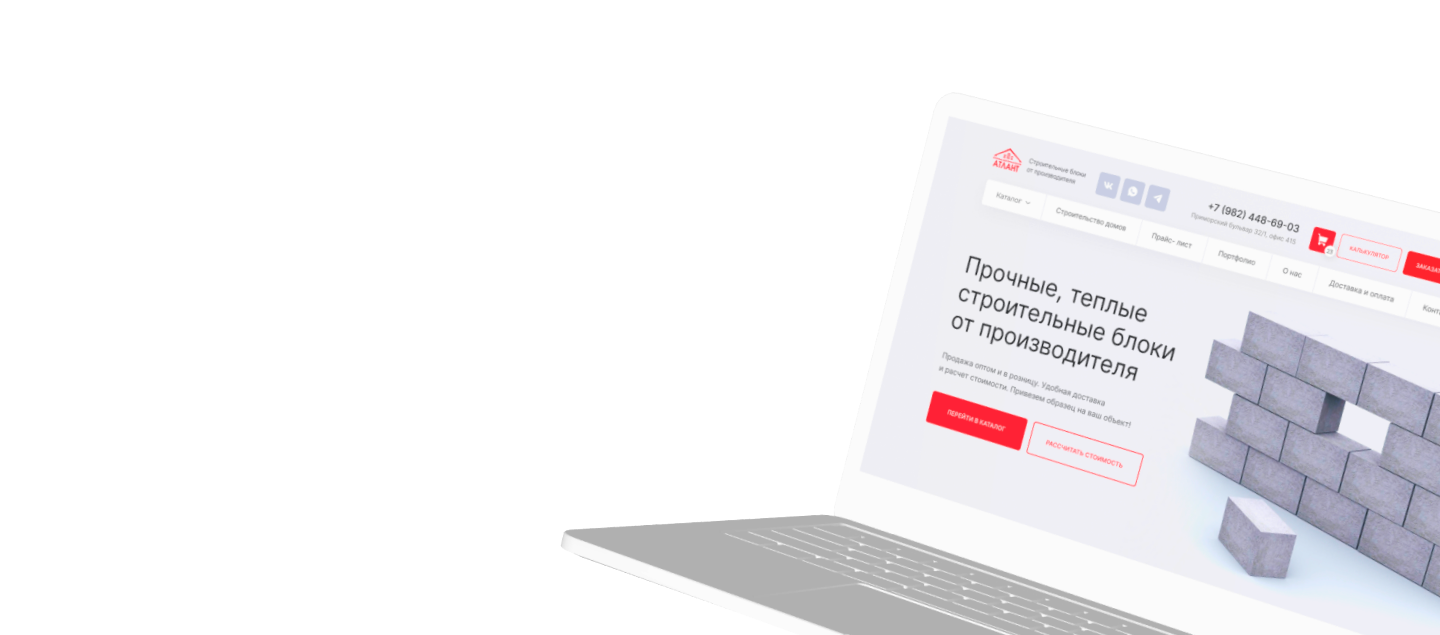 АТЛАНТ
Строительные блоки
от производителя
+7 (982) 448-69-03
Приморский бульвар 32/1, офис 415
КАЛЬКУЛЯТОР
ЗАКАЗАТ
Каталог
Строительство домов
Прайс- лист
Портфолио
О нас
Доставка и оплата
Конт
Прочные, теплые
строительные блоки
от производителя
Продажа оптом и в розницу. Удобная доставка
и расчет стоимости. Привезем образец на ваш объект!
ПЕРЕЙТИ В КАТАЛОГ
РАССЧИТАТЬ СТОИМОСТЬ